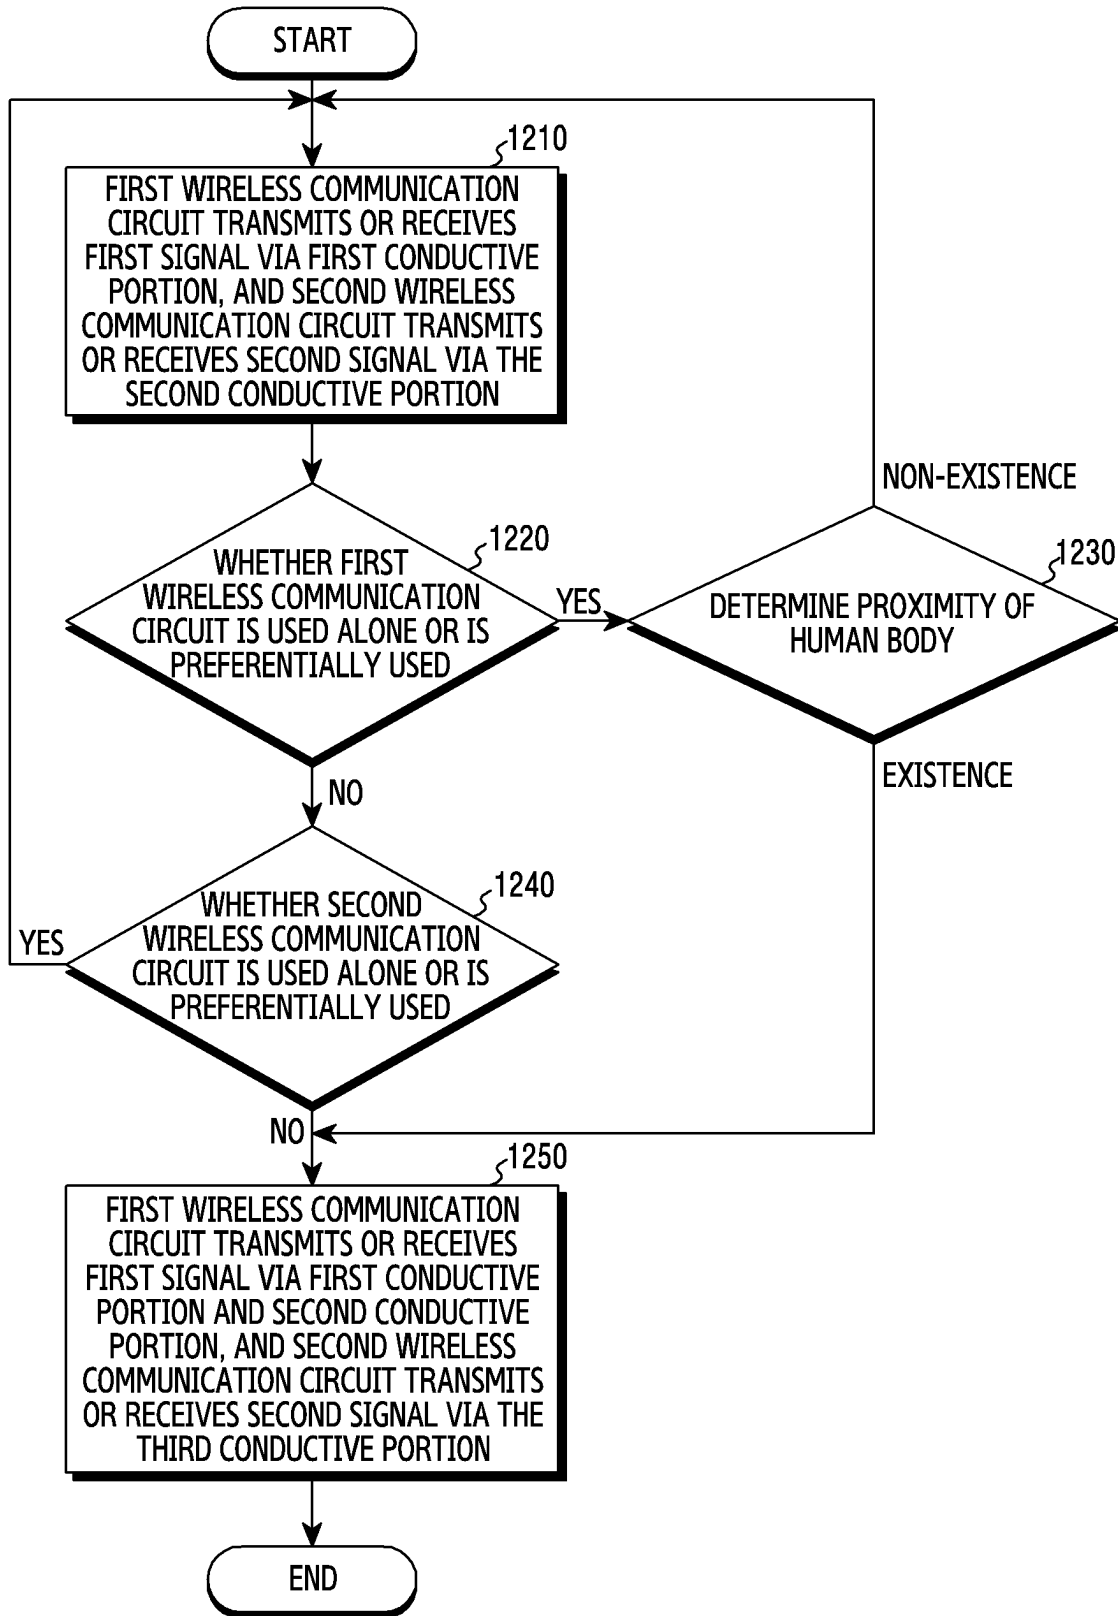 START
1210
FIRST WIRELESS COMMUNICATION
CIRCUIT TRANSMITS OR RECEIVES
FIRST SIGNAL VIA FIRST CONDUCTIVE
PORTION, AND SECOND WIRELESS
COMMUNICATION CIRCUIT TRANSMITS
OR RECEIVES SECOND SIGNAL VIA THE
SECOND CONDUCTIVE PORTION
1220
WHETHER FIRST
WIRELESS COMMUNICATION
CIRCUIT IS USED ALONE OR IS
PREFERENTIALLY USED
YES
NO
NON-EXISTENCE
1230
DETERMINE PROXIMITY OF
HUMAN BODY
EXISTENCE
1240
WHETHER SECOND
WIRELESS COMMUNICATION
CIRCUIT IS USED ALONE OR IS
PREFERENTIALLY USED
YES
NO
1250
FIRST WIRELESS COMMUNICATION
CIRCUIT TRANSMITS OR RECEIVES
FIRST SIGNAL VIA FIRST CONDUCTIVE
PORTION AND SECOND CONDUCTIVE
PORTION, AND SECOND WIRELESS
COMMUNICATION CIRCUIT TRANSMITS
OR RECEIVES SECOND SIGNAL VIA THE
THIRD CONDUCTIVE PORTION
END